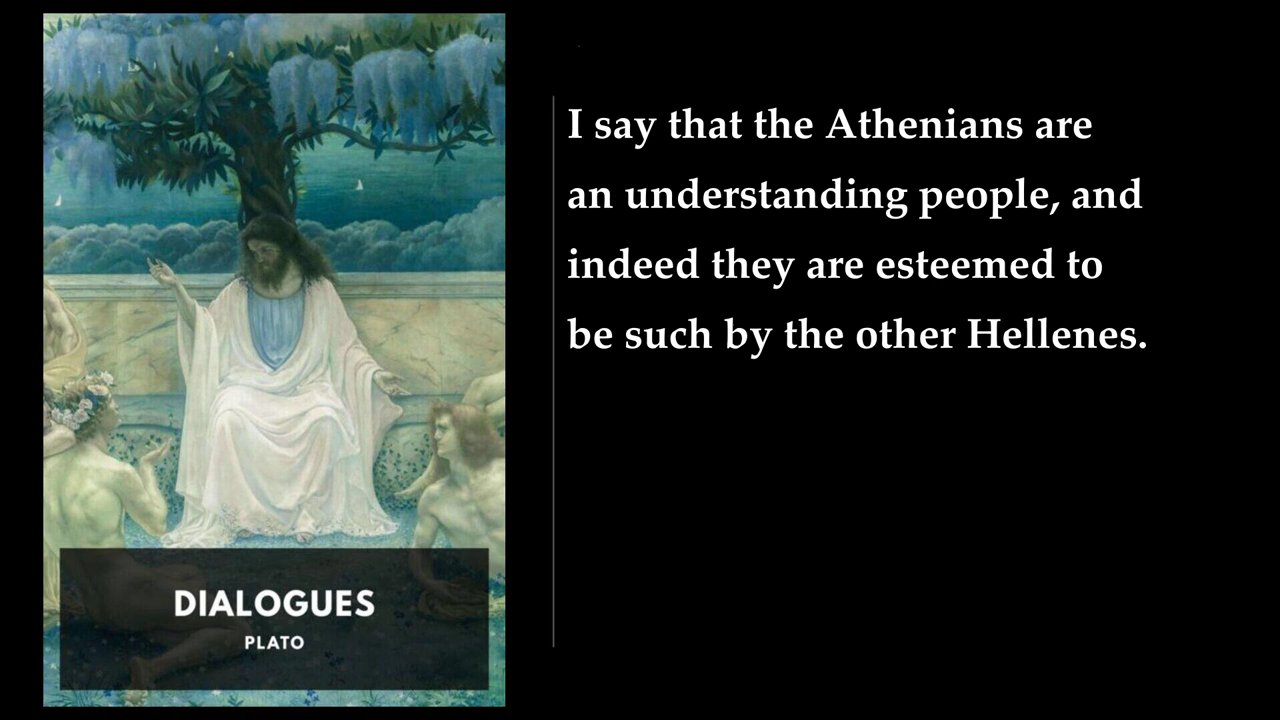 I say that the Athenians are
an understanding people, and
indeed they are esteemed to
be such by the other Hellenes.
DIALOGUES
PLATO